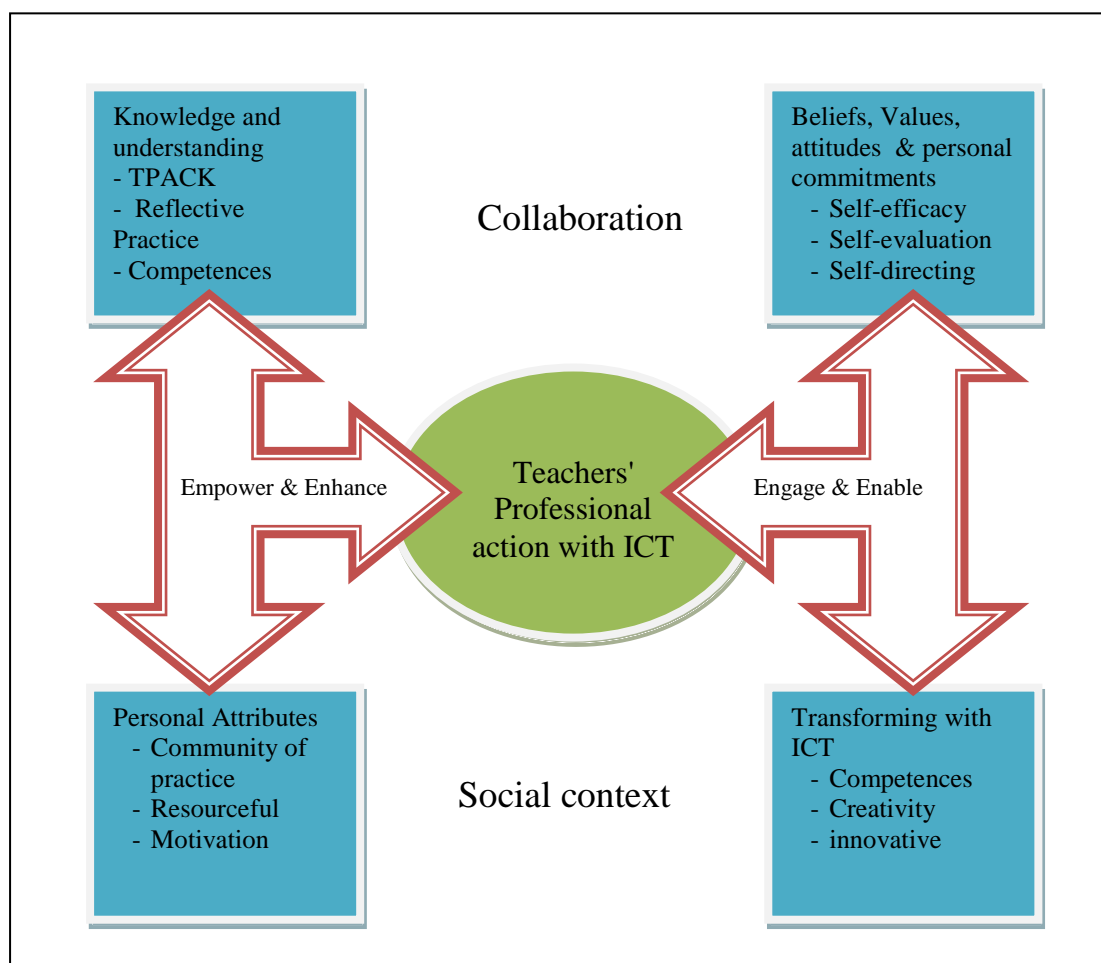 Knowledge and
understanding
- TPACK
- Reflective
Practice
- Competences
Collaboration
Beliefs, Values,
attitudes & personal
commitments
- Self-efficacy
- Self-evaluation
- Self-directing
Empower & Enhance
Teachers'
Professional
action with ICT
Engage & Enable
Personal Attributes
- Community of
practice
- Resourceful
- Motivation
Social context
Transforming with
ICT
- Competences
- Creativity
- innovative